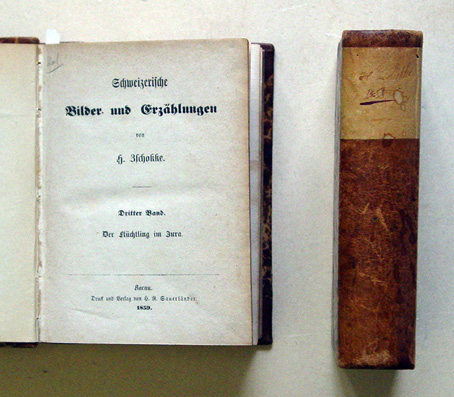 Schweizerische
Bilder und Erzählungen
von
H. Zschokke.
Dritter Band.
Der Flüchtling im Jura.
Aarau.
Druck und Verlag von H. R. Sauerländer.
1859.